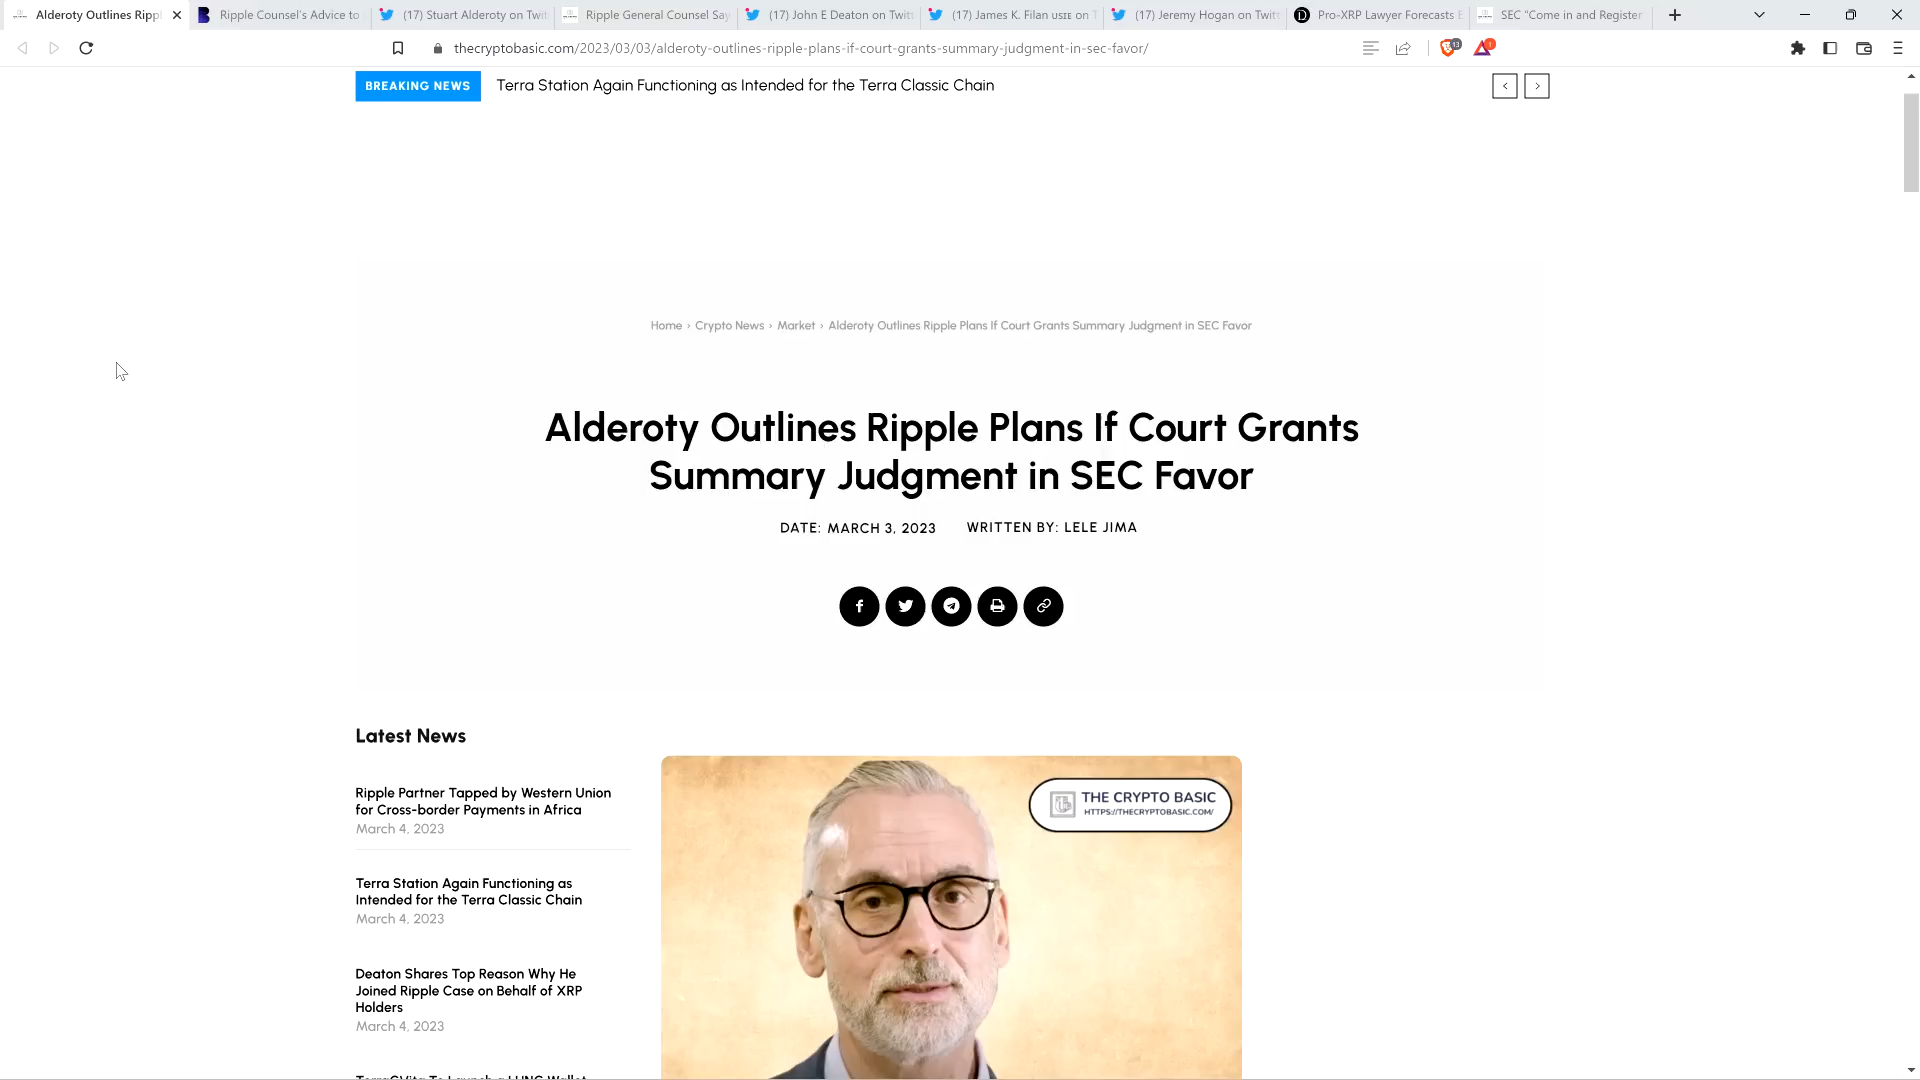 Alderoty Outlines Rippl
Ripple Counsel's Advice to
(17) Stuart Alderoty on Twit
Ripple General Counsel Say
(17) John E Deaton on Twitt
(17) James K. Filan ᴜsɪᴇ on T
(17) Jeremy Hogan on Twitt
Pro-XRP Lawyer Forecasts E
SEC "Come in and Register
thecryptobasic.com/2023/03/03/alderoty-outlines-ripple-plans-if-court-grants-summary-judgment-in-sec-favor/
BREAKING NEWS
Terra Station Again Functioning as Intended for the Terra Classic Chain
Home › Crypto News › Market › Alderoty Outlines Ripple Plans If Court Grants Summary Judgment in SEC Favor
Alderoty Outlines Ripple Plans If Court Grants
Summary Judgment in SEC Favor
DATE: MARCH 3, 2023 WRITTEN BY: LELE JIMA
Latest News
Ripple Partner Tapped by Western Union
for Cross-border Payments in Africa
March 4, 2023
Terra Station Again Functioning as
Intended for the Terra Classic Chain
March 4, 2023
Deaton Shares Top Reason Why He
Joined Ripple Case on Behalf of XRP
Holders
March 4, 2023
THE CRYPTO BASIC
HTTPS://THECRYPTOBASIC.COM/